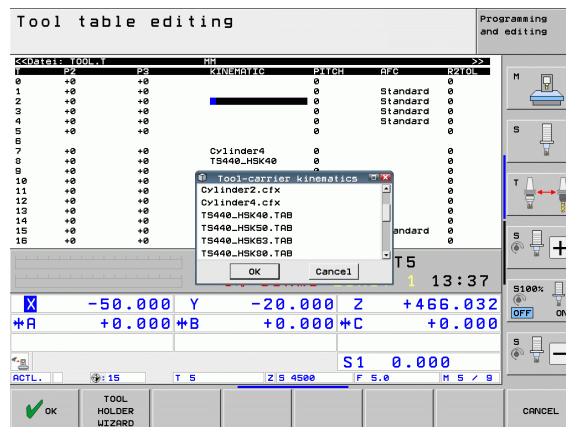 Tool table editing
Programming
and editing
<<Datei: TOOL.T MM >>
T P2 P3 KINEMATIC PITCH AFC R2TOL
0 +0 +0 0 0
1 +0 +0 0 Standard 0
2 +0 +0 0 Standard 0
3 +0 +0 0 Standard 0
4 +0 +0 0 Standard 0
5 +0 +0 0 0
6
7 +0 +0 Cylinder4 0 0
8 +0 +0 TS440_HSK40 0 0
9 +0 +0 0
10 +0 +0 0
11 +0 +0 0
12 +0 +0 0
13 +0 +0 0
14 +0 +0 0
15 +0 +0 andard 0
16 +0 +0 0
Tool-carrier kinematics
Cylinder2.cfx
Cylinder4.cfx
TS440_HSK40.TAB
TS440_HSK50.TAB
TS440_HSK63.TAB
TS440_HSK80.TAB
OK Cancel
T5
1 13:37
X -50.000 Y -20.000 Z +466.032
A +0.000 B +0.000 C +0.000
S1 0.000
ACTL. : 15 T 5 Z S 4500 F 5.0 M 5 / 9
M
S
T
S
S100%
OFF ON
S
OK
TOOL
HOLDER
WIZARD
CANCEL